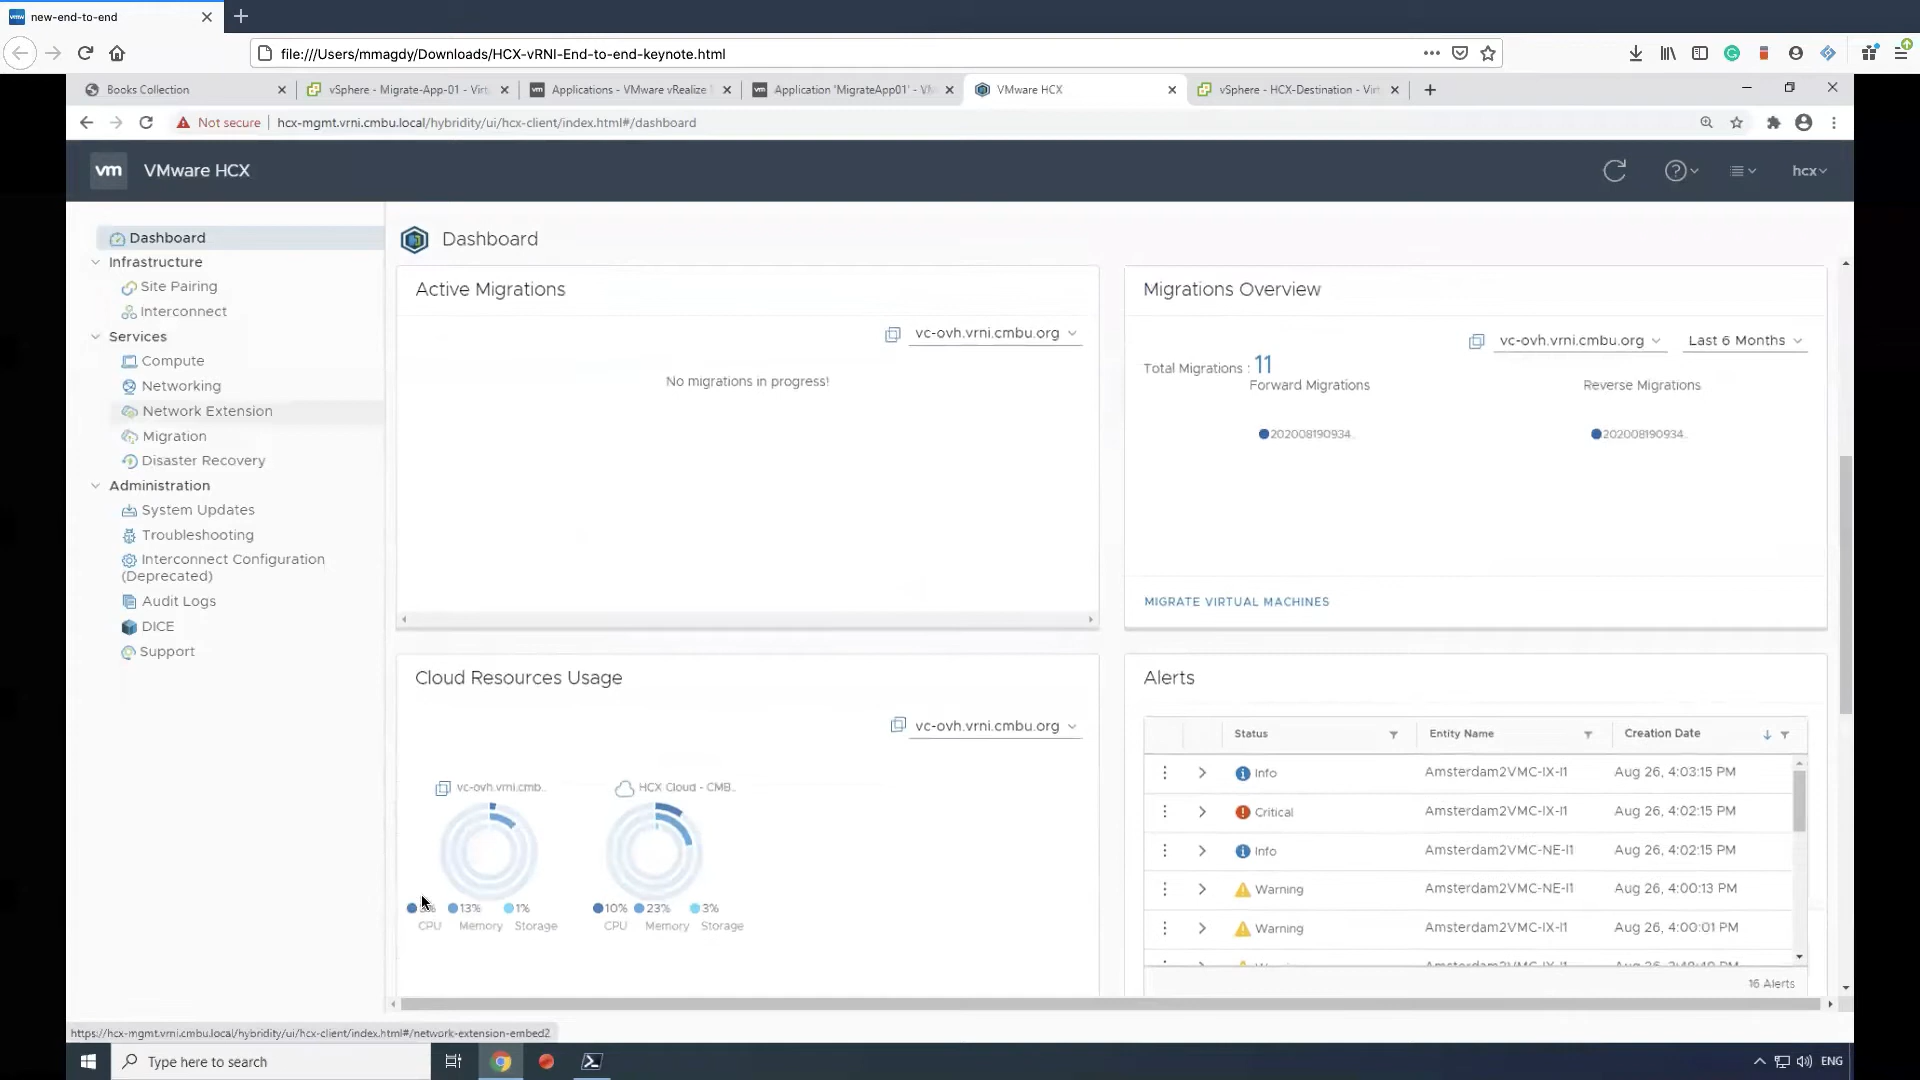 new-end-to-end
file:///Users/mmagdy/Downloads/HCX-vRNI-End-to-end-keynote.html
Books Collection
vSphere - Migrate-App-01 - Virt
Applications - VMware vRealize
Application 'MigrateApp01' - VM
VMware HCX
vSphere - HCX-Destination - Virt
Not secure
hcx-mgmt.vrni.cmbu.local/hybridity/ui/hcx-client/index.html#/dashboard
vm
VMware HCX
hcx
Dashboard
Infrastructure
Site Pairing
Interconnect
Services
Compute
Networking
Network Extension
Migration
Disaster Recovery
Administration
System Updates
Troubleshooting
Interconnect Configuration
(Deprecated)
Audit Logs
DICE
Support
Dashboard
Active Migrations
vc-ovh.vrni.cmbu.org
No migrations in progress!
Migrations Overview
vc-ovh.vrni.cmbu.org
Last 6 Months
Total Migrations : 11
Forward Migrations
Reverse Migrations
202008190934..
202008190934..
MIGRATE VIRTUAL MACHINES
Cloud Resources Usage
vc-ovh.vrni.cmbu.org
vc-ovh.vrni.cmb..
HCX Cloud - CMB..
13%
1%
10%
23%
3%
CPU
Memory
Storage
CPU
Memory
Storage
Alerts
Status
Entity Name
Creation Date
Info
Amsterdam2VMC-IX-I1
Aug 26, 4:03:15 PM
Critical
Amsterdam2VMC-IX-I1
Aug 26, 4:02:15 PM
Info
Amsterdam2VMC-NE-I1
Aug 26, 4:02:15 PM
Warning
Amsterdam2VMC-NE-I1
Aug 26, 4:00:13 PM
Warning
Amsterdam2VMC-IX-I1
Aug 26, 4:00:01 PM
16 Alerts
https://hcx-mgmt.vrni.cmbu.local/hybridity/ui/hcx-client/index.html#/network-extension-embed2
Type here to search
ENG